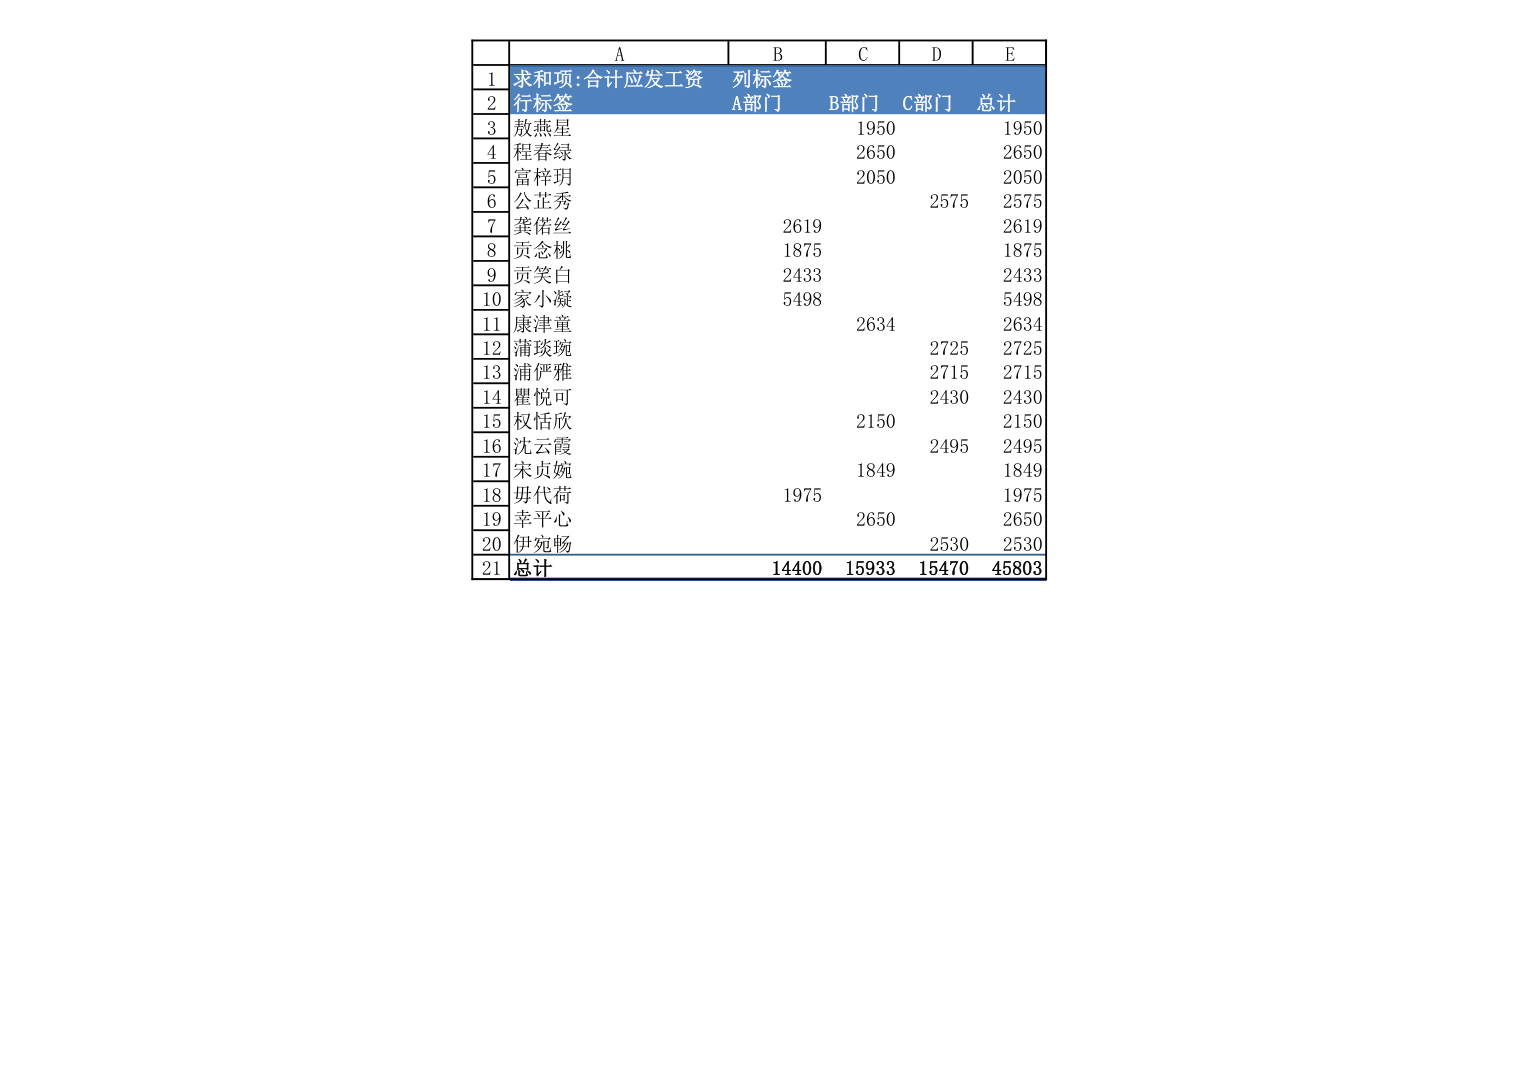 A B C D E
1 求和项:合计应发工资 列标签
2 行标签 A部门 B部门 C部门 总计
3 敖燕星 1950 1950
4 程春绿 2650 2650
5 富梓玥 2050 2050
6 公芷秀 2575 2575
7 龚偌丝 2619 2619
8 贡念桃 1875 1875
9 贡笑白 2433 2433
10 家小凝 5498 5498
11 康津童 2634 2634
12 蒲琰琬 2725 2725
13 浦俨雅 2715 2715
14 瞿悦可 2430 2430
15 权恬欣 2150 2150
16 沈云霞 2495 2495
17 宋贞婉 1849 1849
18 毋代荷 1975 1975
19 幸平心 2650 2650
20 伊宛畅 2530 2530
21 总计 14400 15933 15470 45803